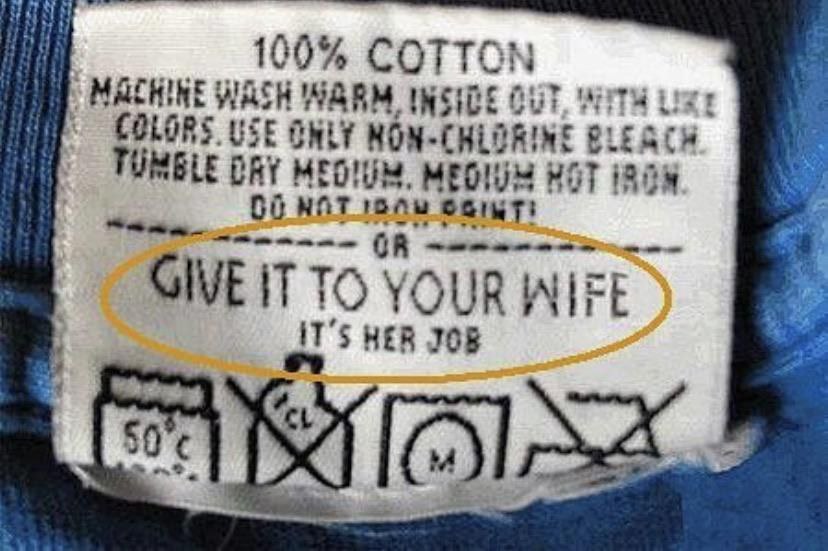 100% COTTON
MACHINE WASH WARM, INSIDE OUT, WITH LIKE
COLORS. USE ONLY NON-CHLORINE BLEACH.
TUMBLE DRY MEDIUM. MEDIUM HOT IRON.
DO NOT IRON PRINT!
OR
GIVE IT TO YOUR WIFE
IT'S HER JOB
50°C CL M